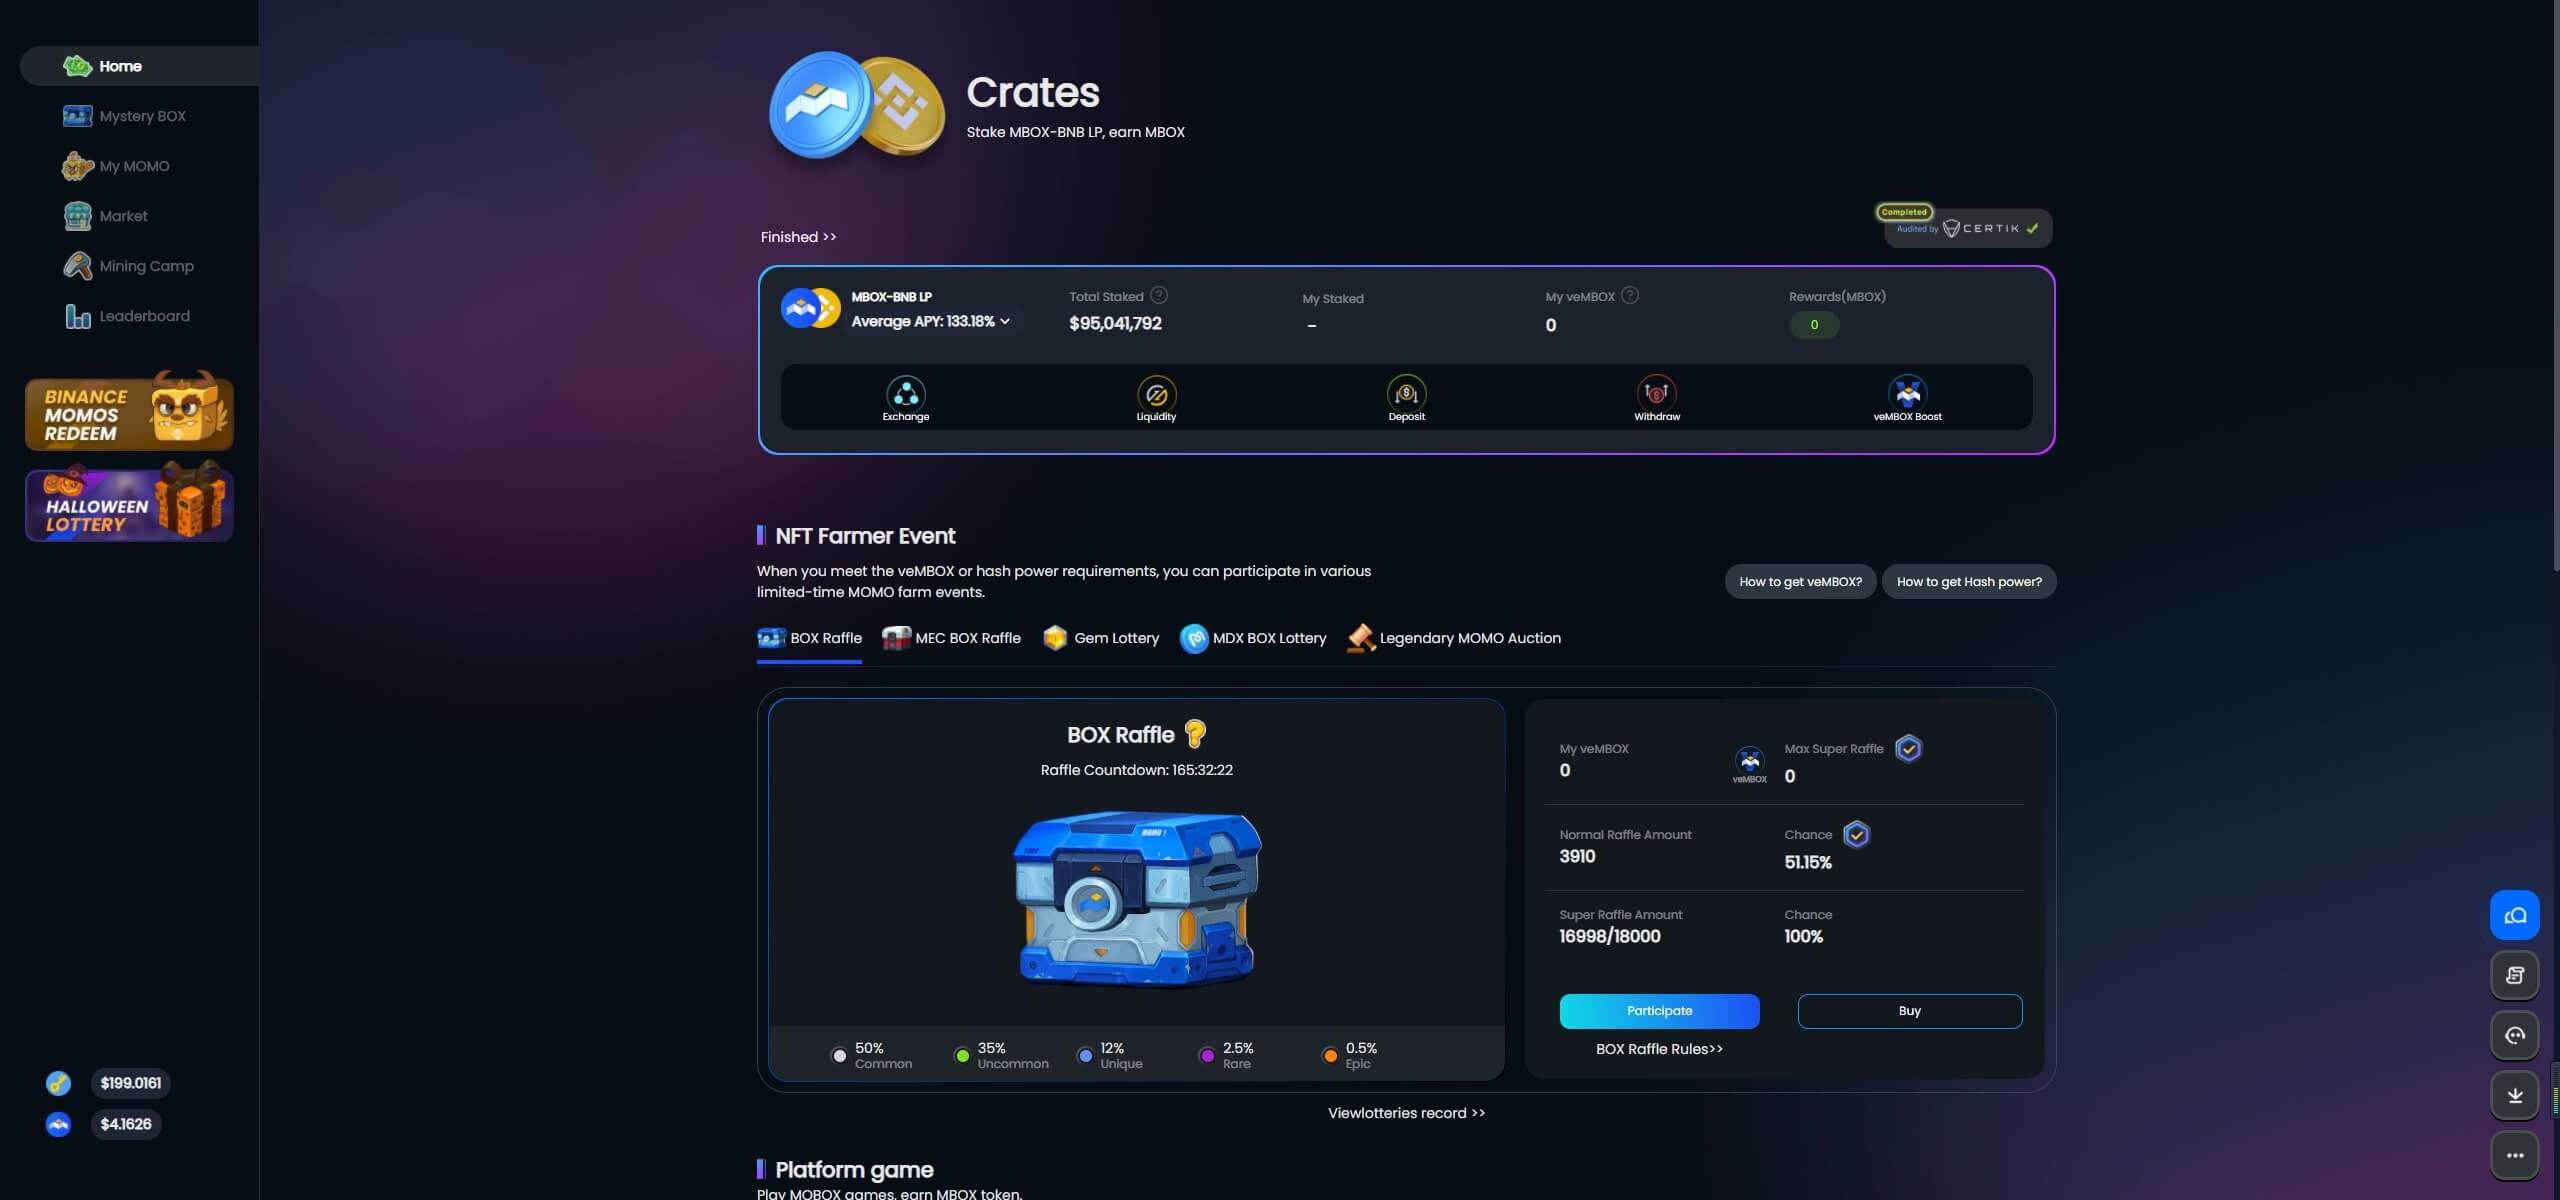 Home
Mystery BOX
My MOMO
Market
Mining Camp
Leaderboard
BINANCE
MOMOS
REDEEM
HALLOWEEN
LOTTERY
$199.0161
$4.1626
Crates
Stake MBOX-BNB LP, earn MBOX
Finished >>
Completed
Audited by CERTIK
MBOX-BNB LP
Average APY: 133.18%
Total Staked ?
$95,041,792
My Staked
-
My veMBOX ?
0
Rewards(MBOX)
0
Exchange
Liquidity
Deposit
Withdraw
veMBOX Boost
NFT Farmer Event
When you meet the veMBOX or hash power requirements, you can participate in various
limited-time MOMO farm events.
How to get veMBOX?
How to get Hash power?
BOX Raffle
MEC BOX Raffle
Gem Lottery
MDX BOX Lottery
Legendary MOMO Auction
BOX Raffle ?
Raffle Countdown: 165:32:22
MOMO !
50%
Common
35%
Uncommon
12%
Unique
2.5%
Rare
0.5%
Epic
My veMBOX
0
veMBOX
Max Super Raffle
0
Normal Raffle Amount
3910
Chance
51.15%
Super Raffle Amount
16998/18000
Chance
100%
Participate
Buy
BOX Raffle Rules>>
Viewlotteries record >>
Platform game
Play MOBOX games, earn MBOX token.